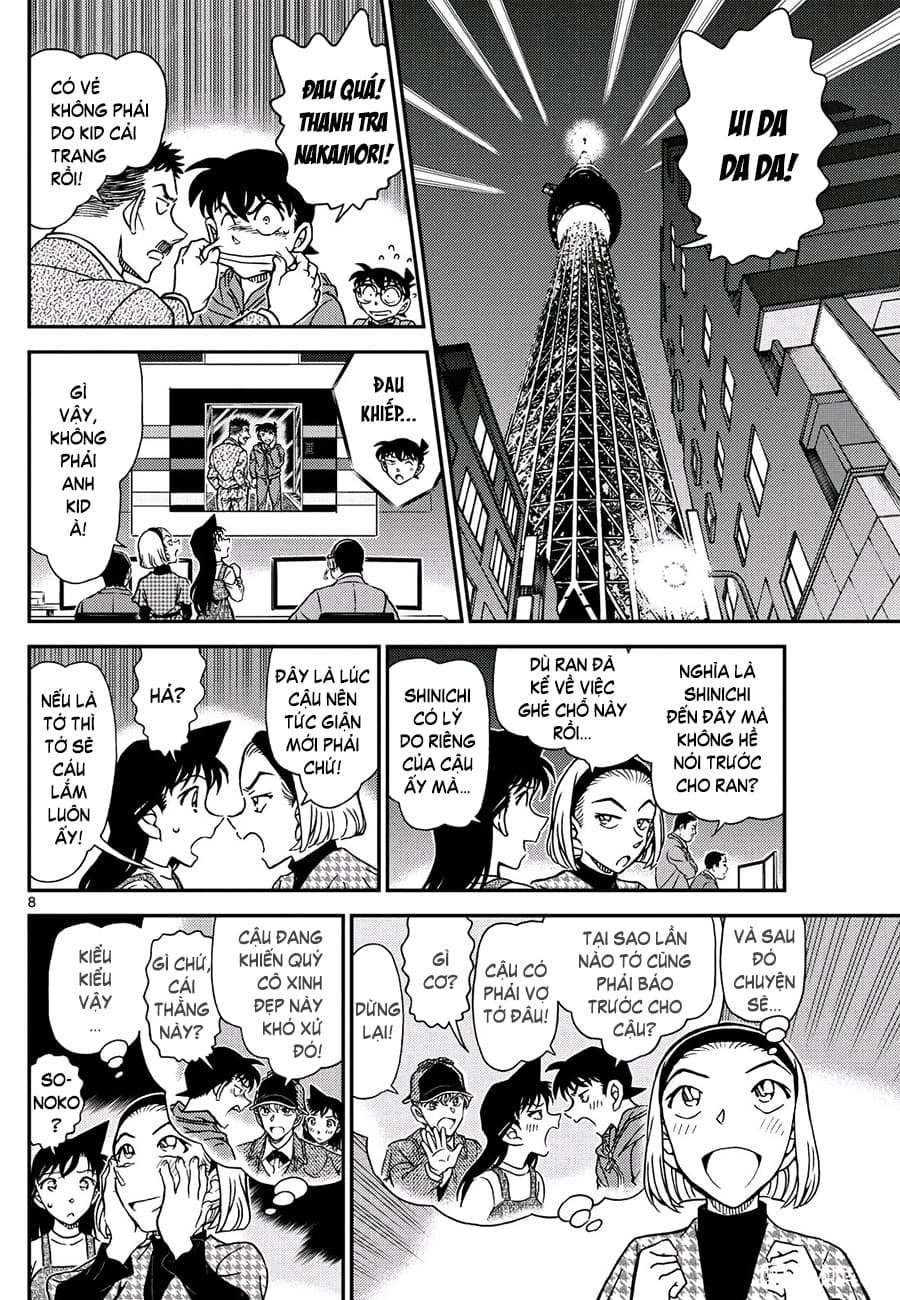 UI DA
DA DA!
ĐAU QUÁ!
THANH TRA
NAKAMORI!
CÓ VẺ
KHÔNG PHẢI
DO KID CẢI
TRANG
RỒI!
ĐAU
KHIẾP...
GÌ
VẬY,
KHÔNG
PHẢI
ANH
KID
À!
NGHĨA LÀ
SHINICHI
ĐẾN ĐÂY MÀ
KHÔNG HỀ
NÓI TRƯỚC
CHO RAN?
DÙ RAN ĐÃ
KỂ VỀ VIỆC
GHÉ CHỖ NÀY
RỒI...
SHINICHI
CÓ LÝ
DO RIÊNG
CỦA CẬU
ẤY MÀ...
ĐÂY LÀ LÚC
CẬU NÊN
TỨC GIẬN
MỚI PHẢI
CHỨ!
HẢ?
NẾU LÀ
TỚ THÌ
TỚ SẼ
CÁU
LẮM
LUÔN
ẤY!
8
VÀ SAU
ĐÓ
CHUYỆN
SẼ...
TẠI SAO LẦN
NÀO TỚ CŨNG
PHẢI BÁO
TRƯỚC CHO
CẬU?
CẬU CÓ
PHẢI VỢ
TỚ ĐÂU!
GÌ
CƠ?
DỪNG
LẠI!
CẬU ĐANG
KHIẾN QUÝ
CÔ XINH
ĐẸP NÀY
KHÓ XỬ
ĐÓ!
GÌ CHỨ,
CÁI
THẰNG
NÀY?
KIỂU
KIỂU
VẬY
...
SO-
NOKO
?